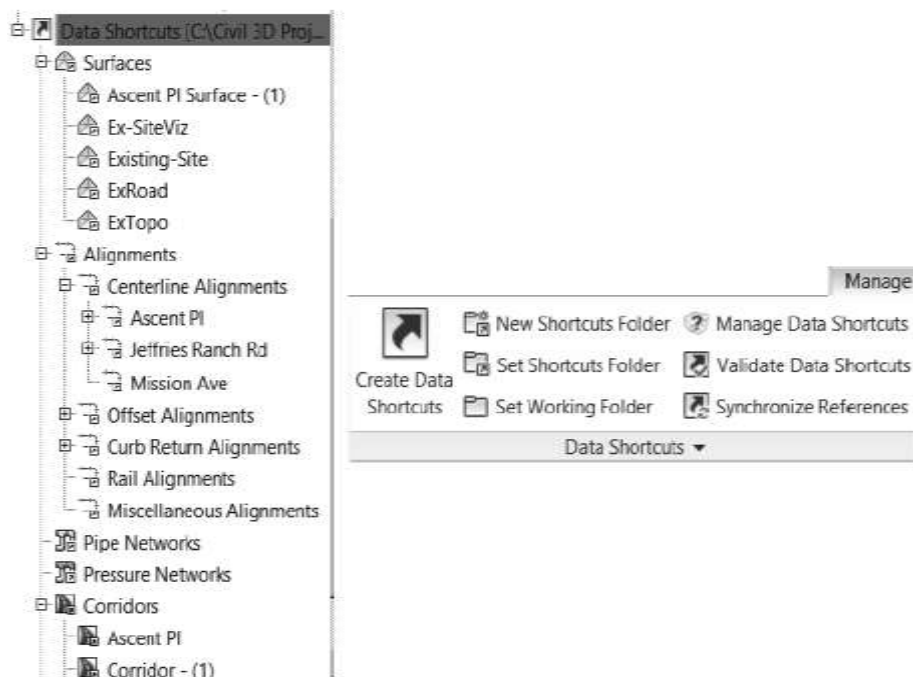 Data Shortcuts [C:\Civil 3D Proj...
Surfaces
Ascent Pl Surface - (1)
Ex-SiteViz
Existing-Site
ExRoad
ExTopo
Alignments
Centerline Alignments
Ascent Pl
Jeffries Ranch Rd
Mission Ave
Offset Alignments
Curb Return Alignments
Rail Alignments
Miscellaneous Alignments
Pipe Networks
Pressure Networks
Corridors
Ascent Pl
Corridor - (1)
Manage
Create Data
Shortcuts
New Shortcuts Folder
Set Shortcuts Folder
Set Working Folder
Manage Data Shortcuts
Validate Data Shortcuts
Synchronize References
Data Shortcuts